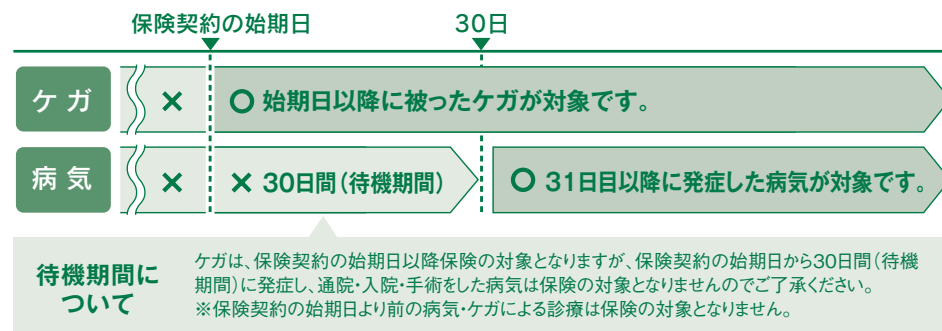 保険契約の始期日 30日
ケガ × ○ 始期日以降に被ったケガが対象です。
病気 × × 30日間(待機期間) ○ 31日目以降に発症した病気が対象です。
待機期間に
ついて
ケガは、保険契約の始期日以降保険の対象となりますが、保険契約の始期日から30日間(待機
期間)に発症し、通院・入院・手術をした病気は保険の対象となりませんのでご了承ください。
※保険契約の始期日より前の病気・ケガによる診療は保険の対象となりません。